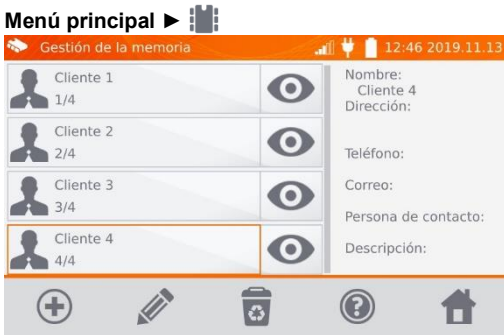 Menú principal ►
Gestión de la memoria 12:46 2019.11.13
Cliente 1
1/4
Cliente 2
2/4
Cliente 3
3/4
Cliente 4
4/4
Nombre:
Cliente 4
Dirección:
Teléfono:
Correo:
Persona de contacto:
Descripción: